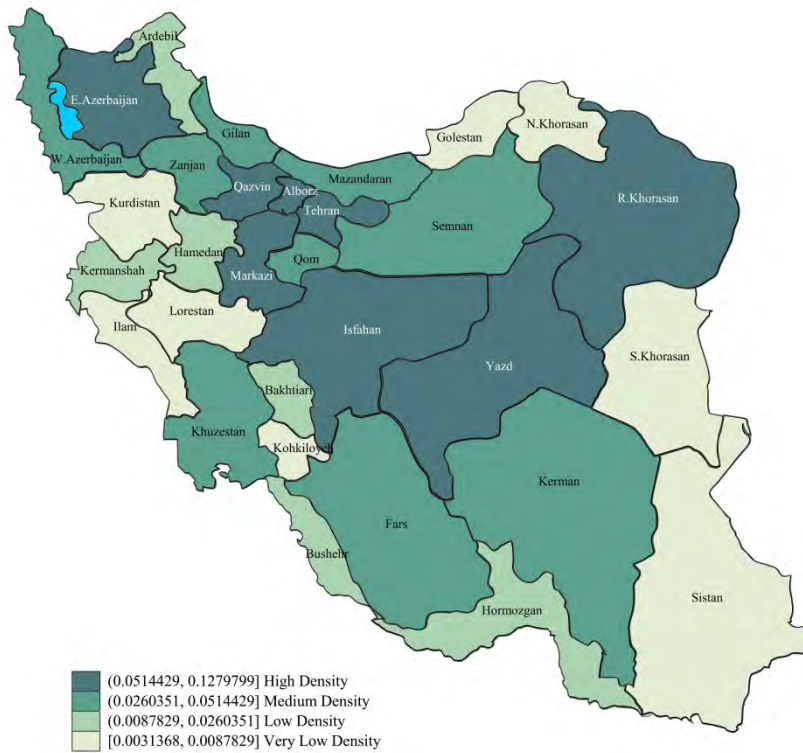 Ardebil
E.Azerbaijan
Golestan
N.Khorasan
Gilan
W.Azerbaijan
Zanjan
Mazandaran
Qazvin
Alborz
Kurdistan
Tehran
R.Khorasan
Semnan
Hamedan
Qom
Kermanshah
Markazi
Lorestan
Ilam
Isfahan
S.Khorasan
Yazd
Bakhtiari
Khuzestan
Kohkiloyeh
Kerman
Fars
Bushehr
Sistan
Hormozgan
(0.0514429, 0.1279799] High Density
(0.0260351, 0.0514429] Medium Density
(0.0087829, 0.0260351] Low Density
[0.0031368, 0.0087829] Very Low Density